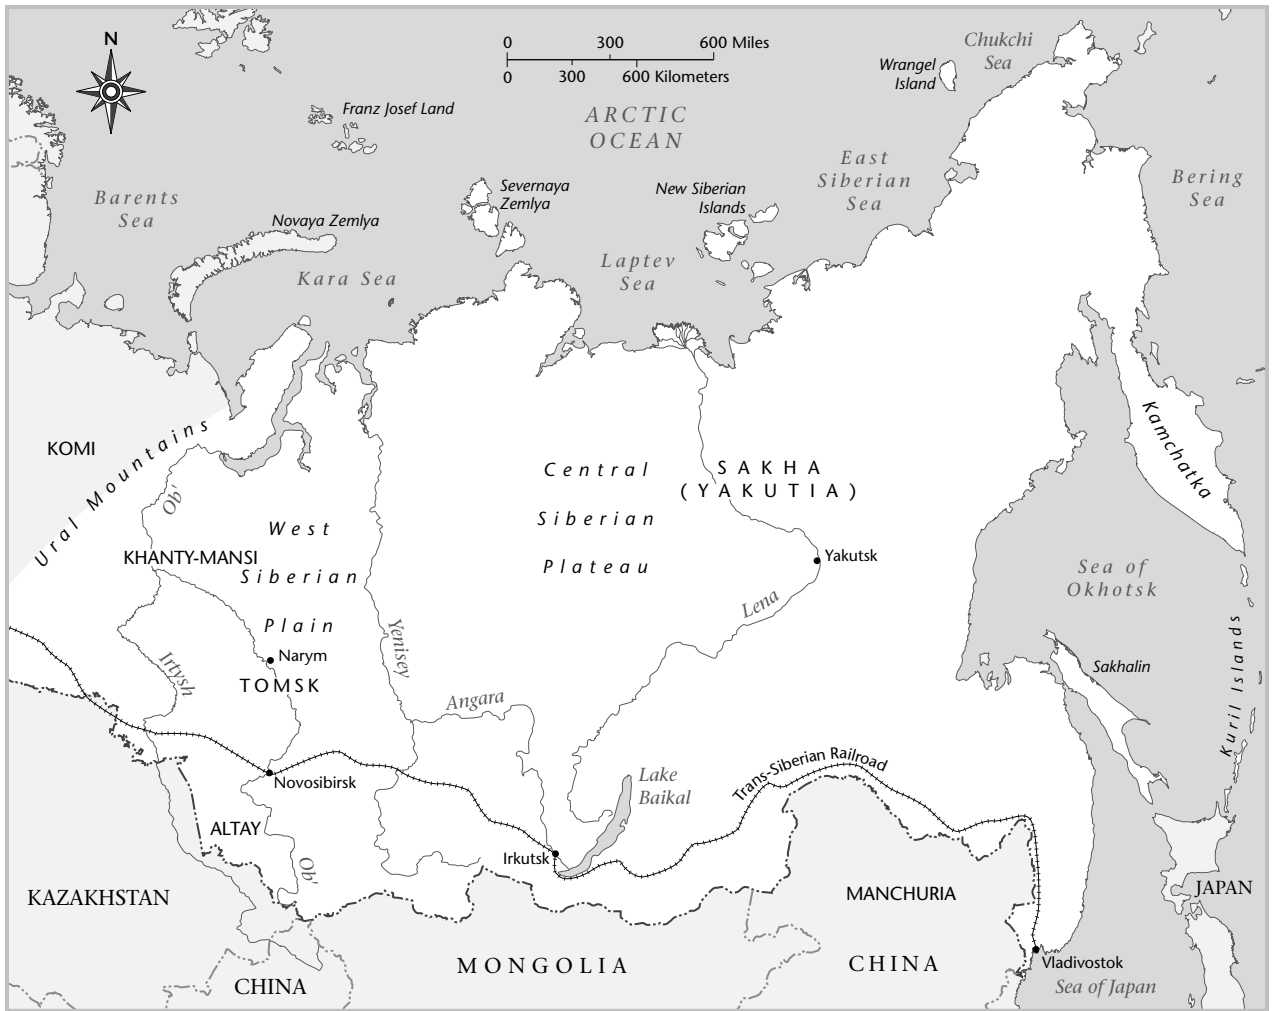 N
0 300 600 Miles
0 300 600 Kilometers
Chukchi
Sea
Wrangel
Island
Franz Josef Land
ARCTIC
OCEAN
East
Siberian
Sea
Bering
Sea
Barents
Sea
Severnaya
Zemlya
New Siberian
Islands
Novaya Zemlya
Kara Sea
Laptev
Sea
KOMI
Ural Mountains
Ob'
Kamchatka
Central
Siberian
Plateau
SAKHA
(YAKUTIA)
West
Siberian
Plain
KHANTY-MANSI
Yakutsk
Sea of
Okhotsk
Lena
Yenisey
Irtysh
Narym
TOMSK
Angara
Sakhalin
Kuril Islands
Novosibirsk
Lake
Baikal
Trans-Siberian Railroad
ALTAY
Irkutsk
Ob'
KAZAKHSTAN
MANCHURIA
JAPAN
CHINA
MONGOLIA
CHINA
Vladivostok
Sea of Japan